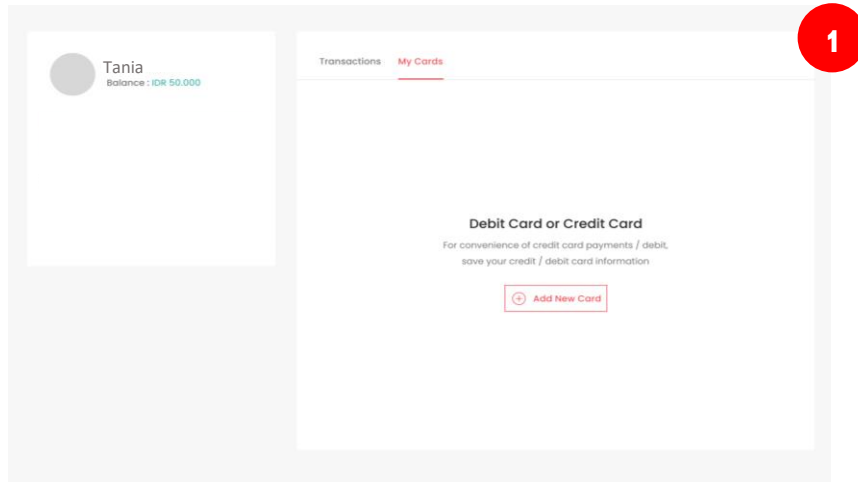 1
Tania
Balance : IDR 50.000
Transactions My Cards
Debit Card or Credit Card
For convenience of credit card payments / debit,
save your credit / debit card information
Add New Card